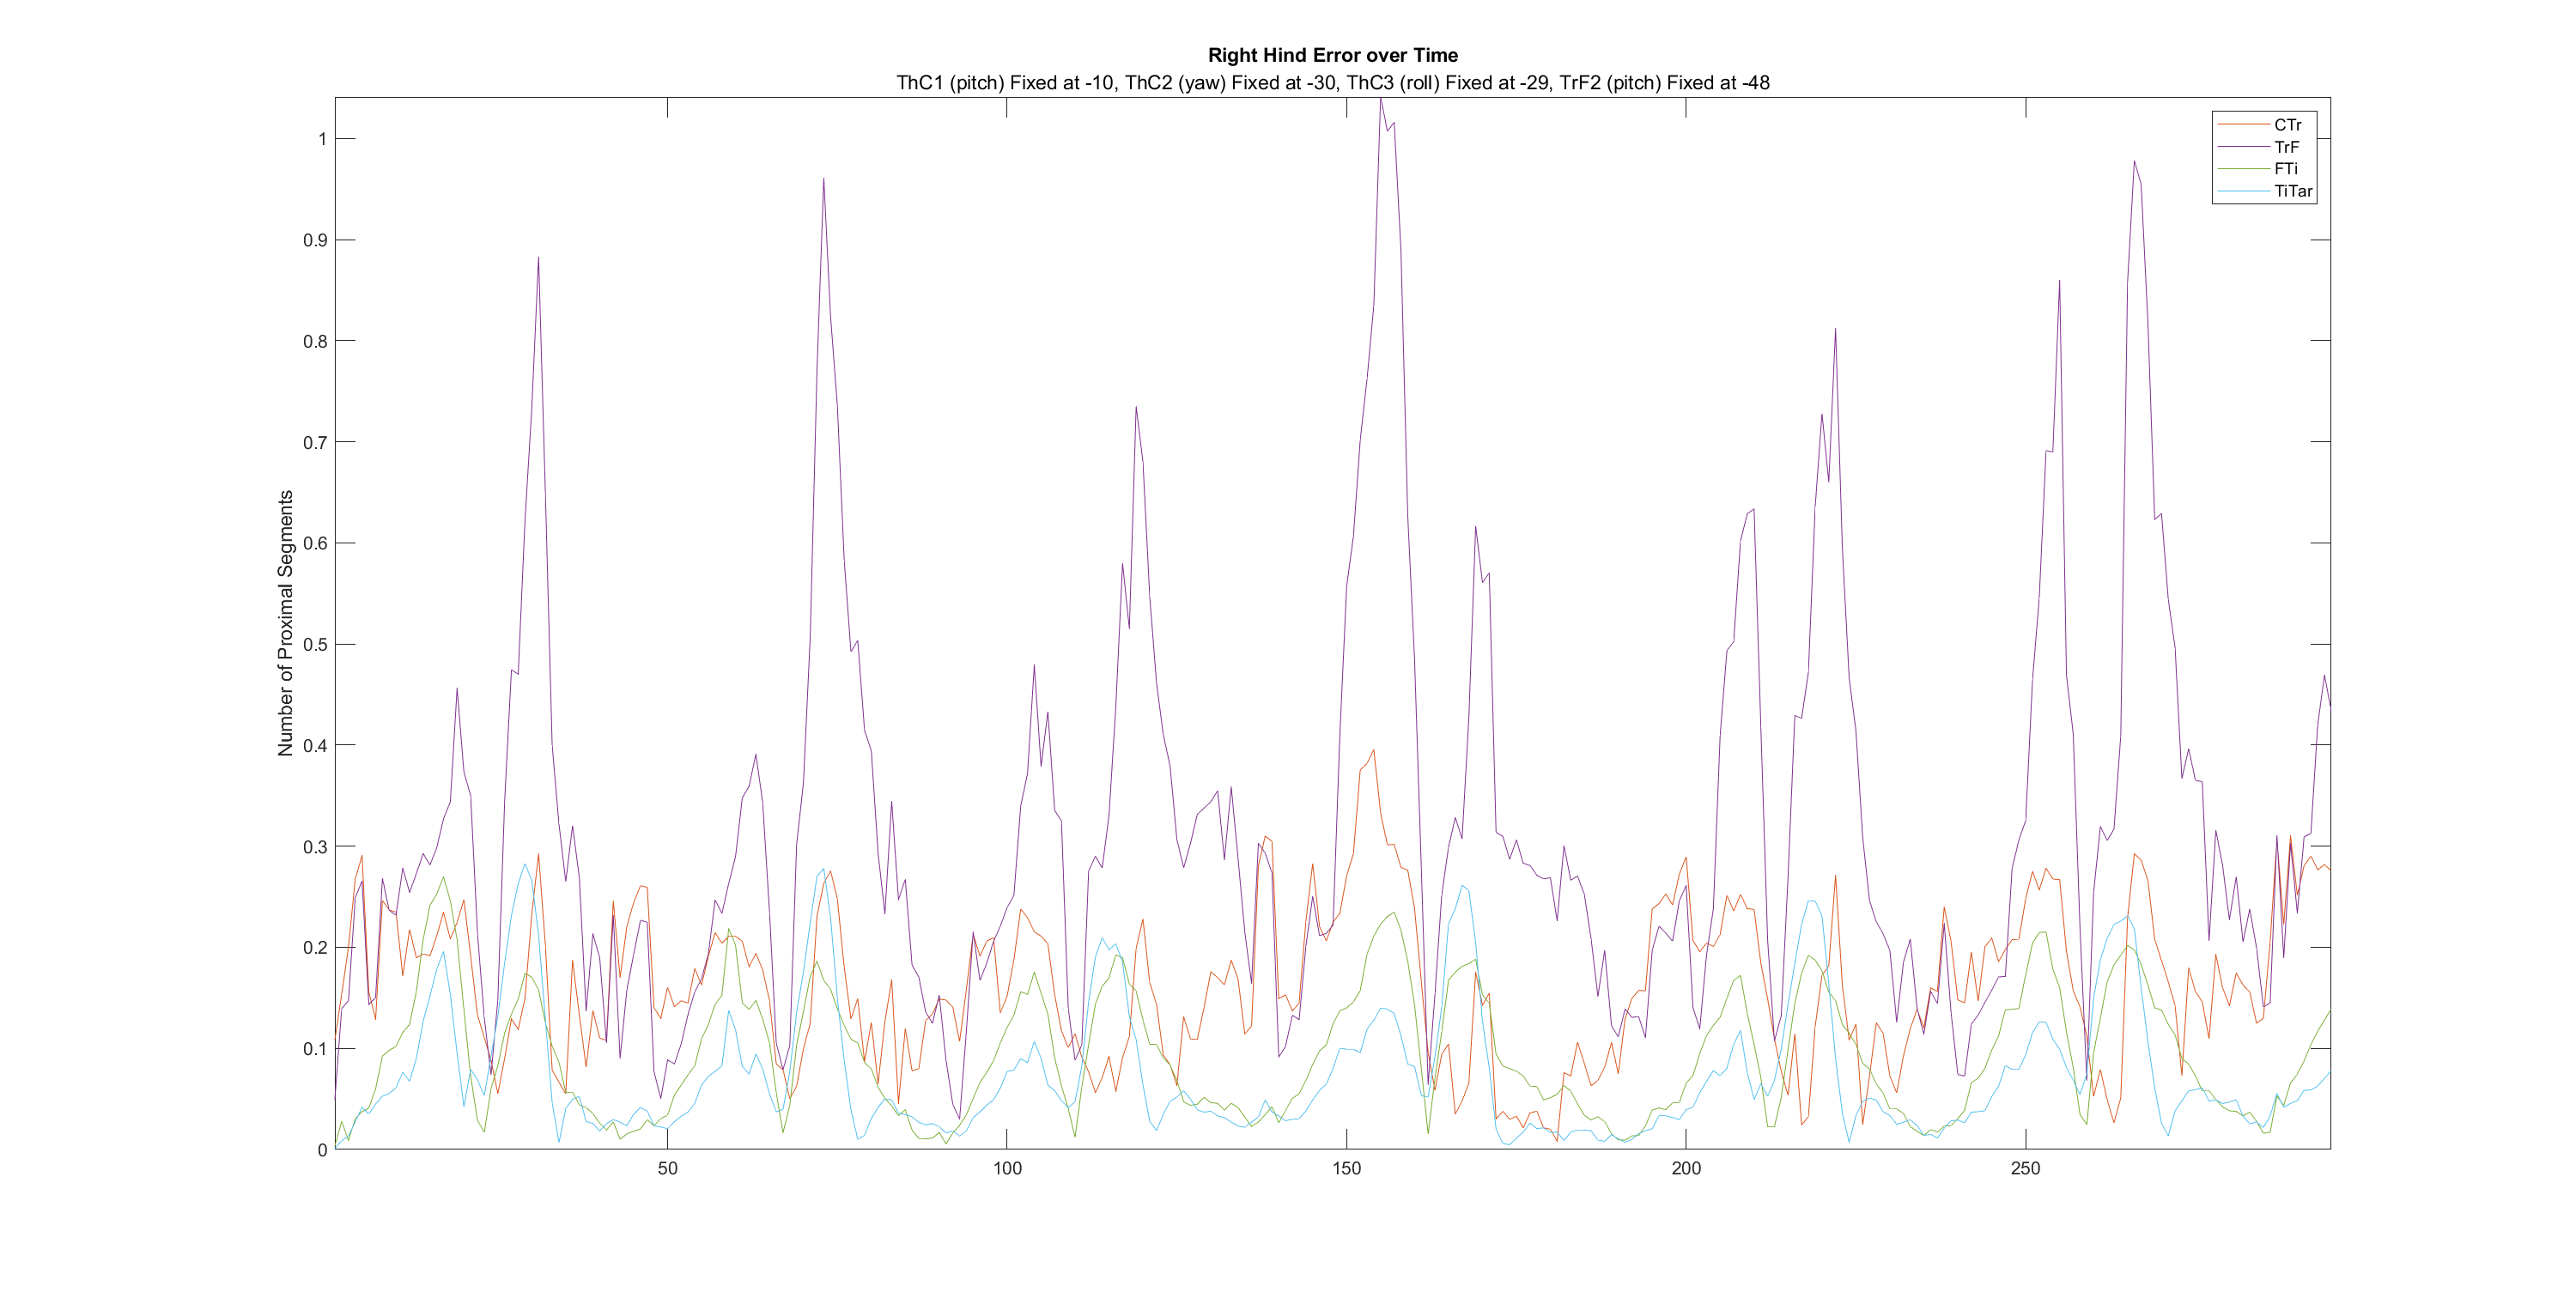 Right Hind Error over Time
ThC1 (pitch) Fixed at -10, ThC2 (yaw) Fixed at -30, ThC3 (roll) Fixed at -29, TrF2 (pitch) Fixed at -48
CTr
TrF
FTi
TiTar
Number of Proximal Segments
1
0.9
0.8
0.7
0.6
0.5
0.4
0.3
0.2
0.1
0
50 100 150 200 250